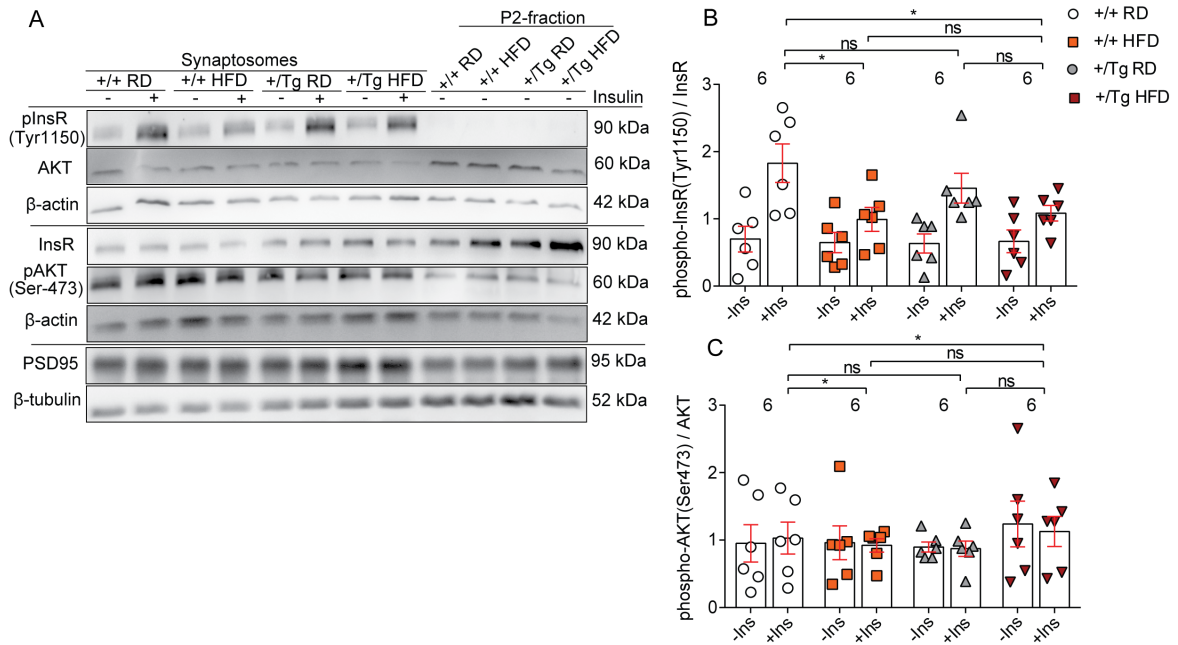 A
P2-fraction
Synaptosomes
+/+ RD
+/+ HFD
+/Tg RD
+/Tg HFD
+/+ RD
+/+ HFD
+/Tg RD
+/Tg HFD
- + - + - + - + - - - - Insulin
pInsR
(Tyr1150)
90 kDa
AKT
60 kDa
β-actin
42 kDa
InsR
90 kDa
pAKT
(Ser-473)
60 kDa
β-actin
42 kDa
PSD95
95 kDa
β-tubulin
52 kDa
B
*
ns
ns
* ns
6 6 6 6
phospho-InsR(Tyr1150) / InsR
3
2
1
0
-Ins +Ins -Ins +Ins -Ins +Ins -Ins +Ins
+/+ RD
+/+ HFD
+/Tg RD
+/Tg HFD
C
*
ns
ns
* ns
6 6 6 6
phospho-AKT(Ser473) / AKT
3
2
1
0
-Ins +Ins -Ins +Ins -Ins +Ins -Ins +Ins